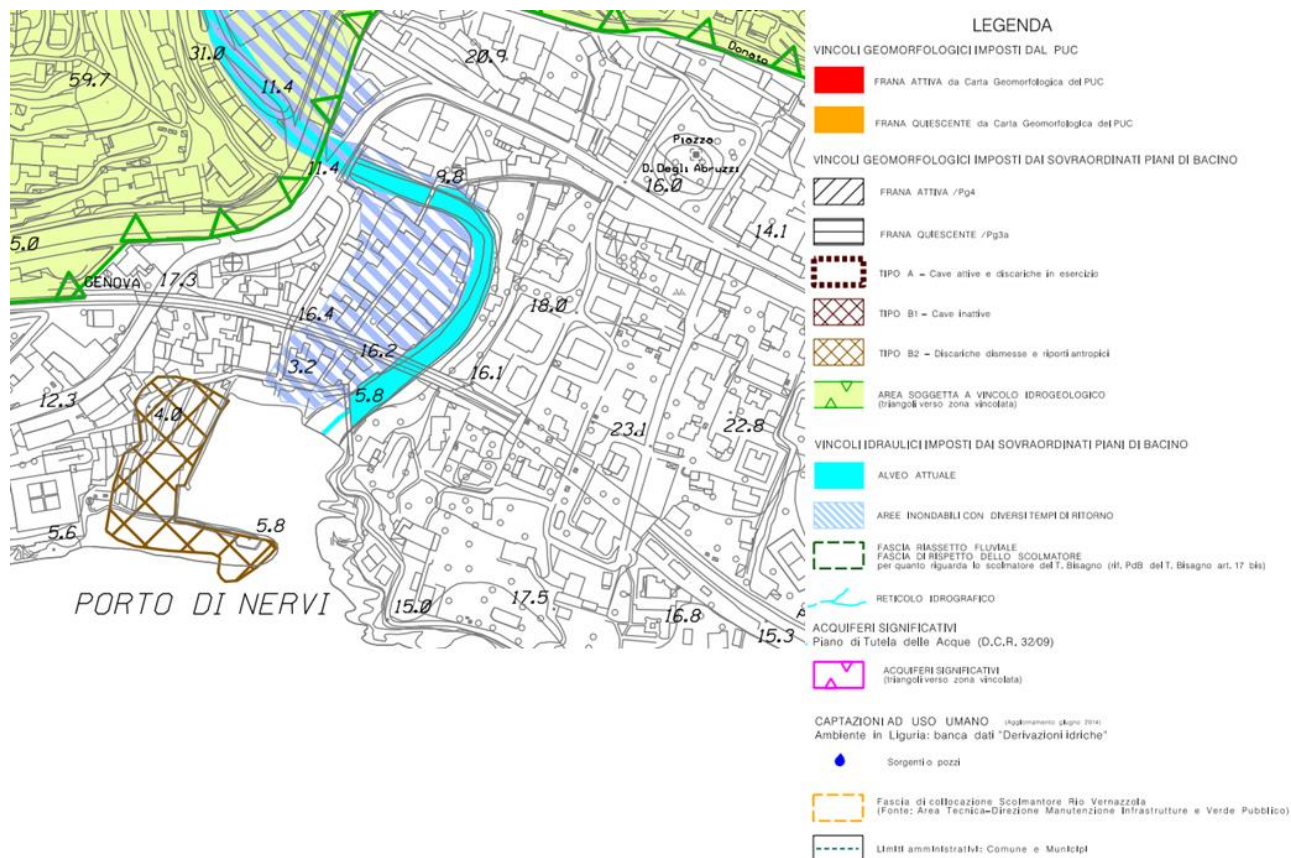 31.0
11.4
20.9
Donato
59.7
Piazza
D. Degli Abruzzi
11.4
9.8
16.0
5.0
14.1
GENOVA
17.3
16.4
18.0
16.2
3.2
16.1
12.3
4.0
5.8
23.1
22.8
5.6
5.8
PORTO DI NERVI
15.0
17.5
16.8
15.3
LEGENDA
VINCOLI GEOMORFOLOGICI IMPOSTI DAL PUC
FRANA ATTIVA da Carta Geomorfologica del PUC
FRANA QUIESCENTE da Carta Geomorfologica del PUC
VINCOLI GEOMORFOLOGICI IMPOSTI DAI SOVRAORDINATI PIANI DI BACINO
FRANA ATTIVA /Pg4
FRANA QUIESCENTE /Pg3a
TIPO A - Cave attive e discariche in esercizio
TIPO B1 - Cave inattive
TIPO B2 - Discariche dismesse e riporti antropici
AREA SOGGETTA A VINCOLO IDROGEOLOGICO
(triangoli verso zona vincolata)
VINCOLI IDRAULICI IMPOSTI DAI SOVRAORDINATI PIANI DI BACINO
ALVEO ATTUALE
AREE INONDABILI CON DIVERSI TEMPI DI RITORNO
FASCIA RIASSETTO FLUVIALE
FASCIA DI RISPETTO DELLO SCOLMATORE
per quanto riguarda lo scolmatore del T. Bisagno (rif. PdB del T. Bisagno art. 17 bis)
RETICOLO IDROGRAFICO
ACQUIFERI SIGNIFICATIVI
Piano di Tutela delle Acque (D.C.R. 32/09)
ACQUIFERI SIGNIFICATIVI
(triangoli verso zona vincolata)
CAPTAZIONI AD USO UMANO (Aggiornamento giugno 2014)
Ambiente in Liguria: banca dati "Derivazioni idriche"
Sorgenti o pozzi
Fascia di collocazione Scolmantore Rio Vernazzola
(Fonte: Area Tecnica-Direzione Manutenzione Infrastrutture e Verde Pubblico)
Limiti amministrativi: Comune e Municipi